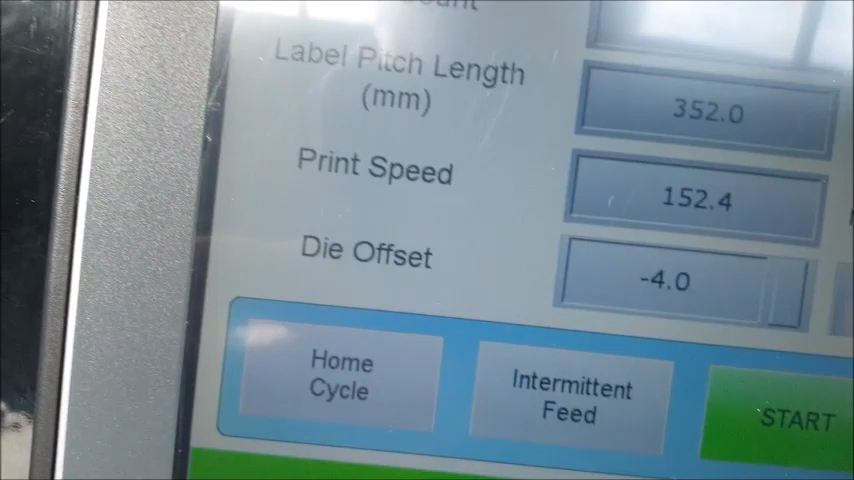 Label Pitch Length
(mm)
352.0
Print Speed
152.4
Die Offset
-4.0
Home
Cycle
Intermittent
Feed
START